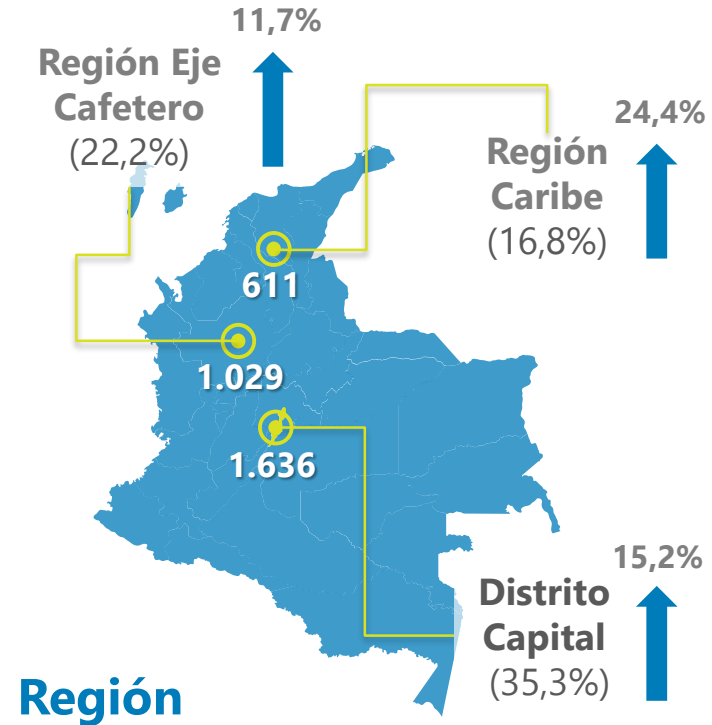 11,7%
Región Eje
Cafetero
(22,2%)
24,4%
Región
Caribe
(16,8%)
611
1.029
1.636
15,2%
Distrito
Capital
(35,3%)
Región